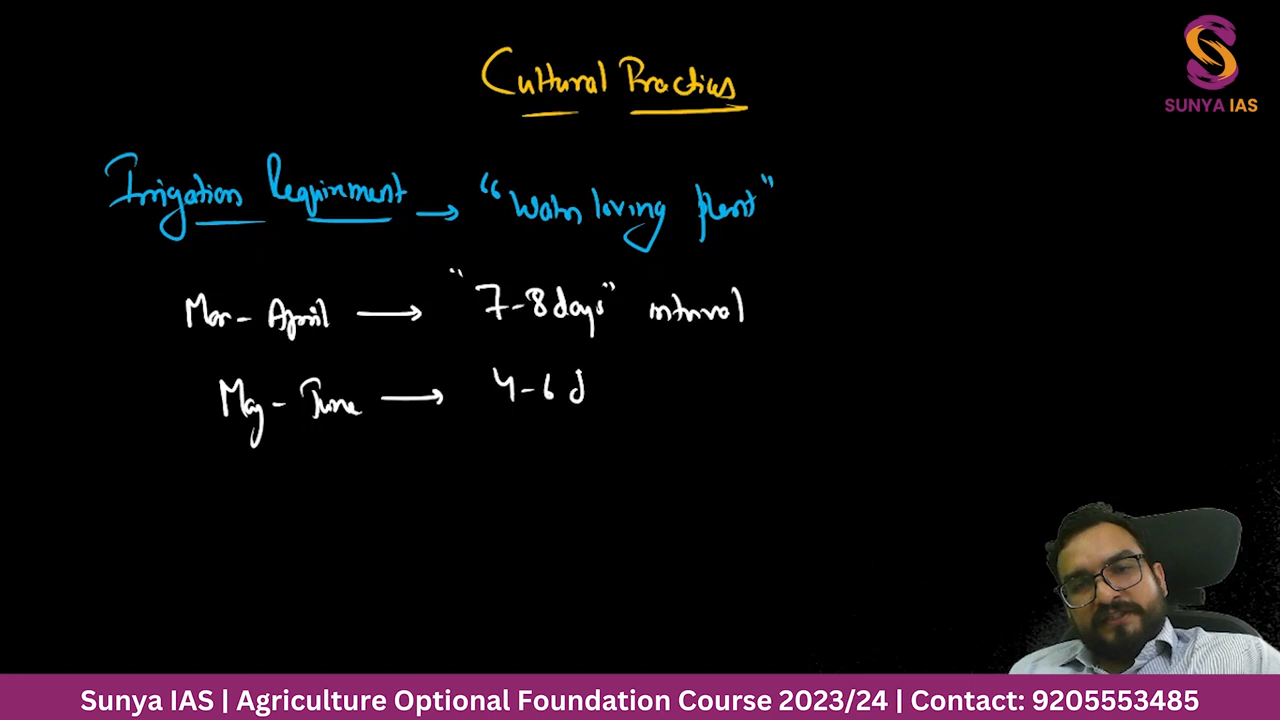 Cultural Practices
SUNYA IAS
Irrigation Requirement → "Water loving plant"
Mar - April → "7-8 days" interval
May - June → 4-6 d
Sunya IAS | Agriculture Optional Foundation Course 2023/24 | Contact: 9205553485